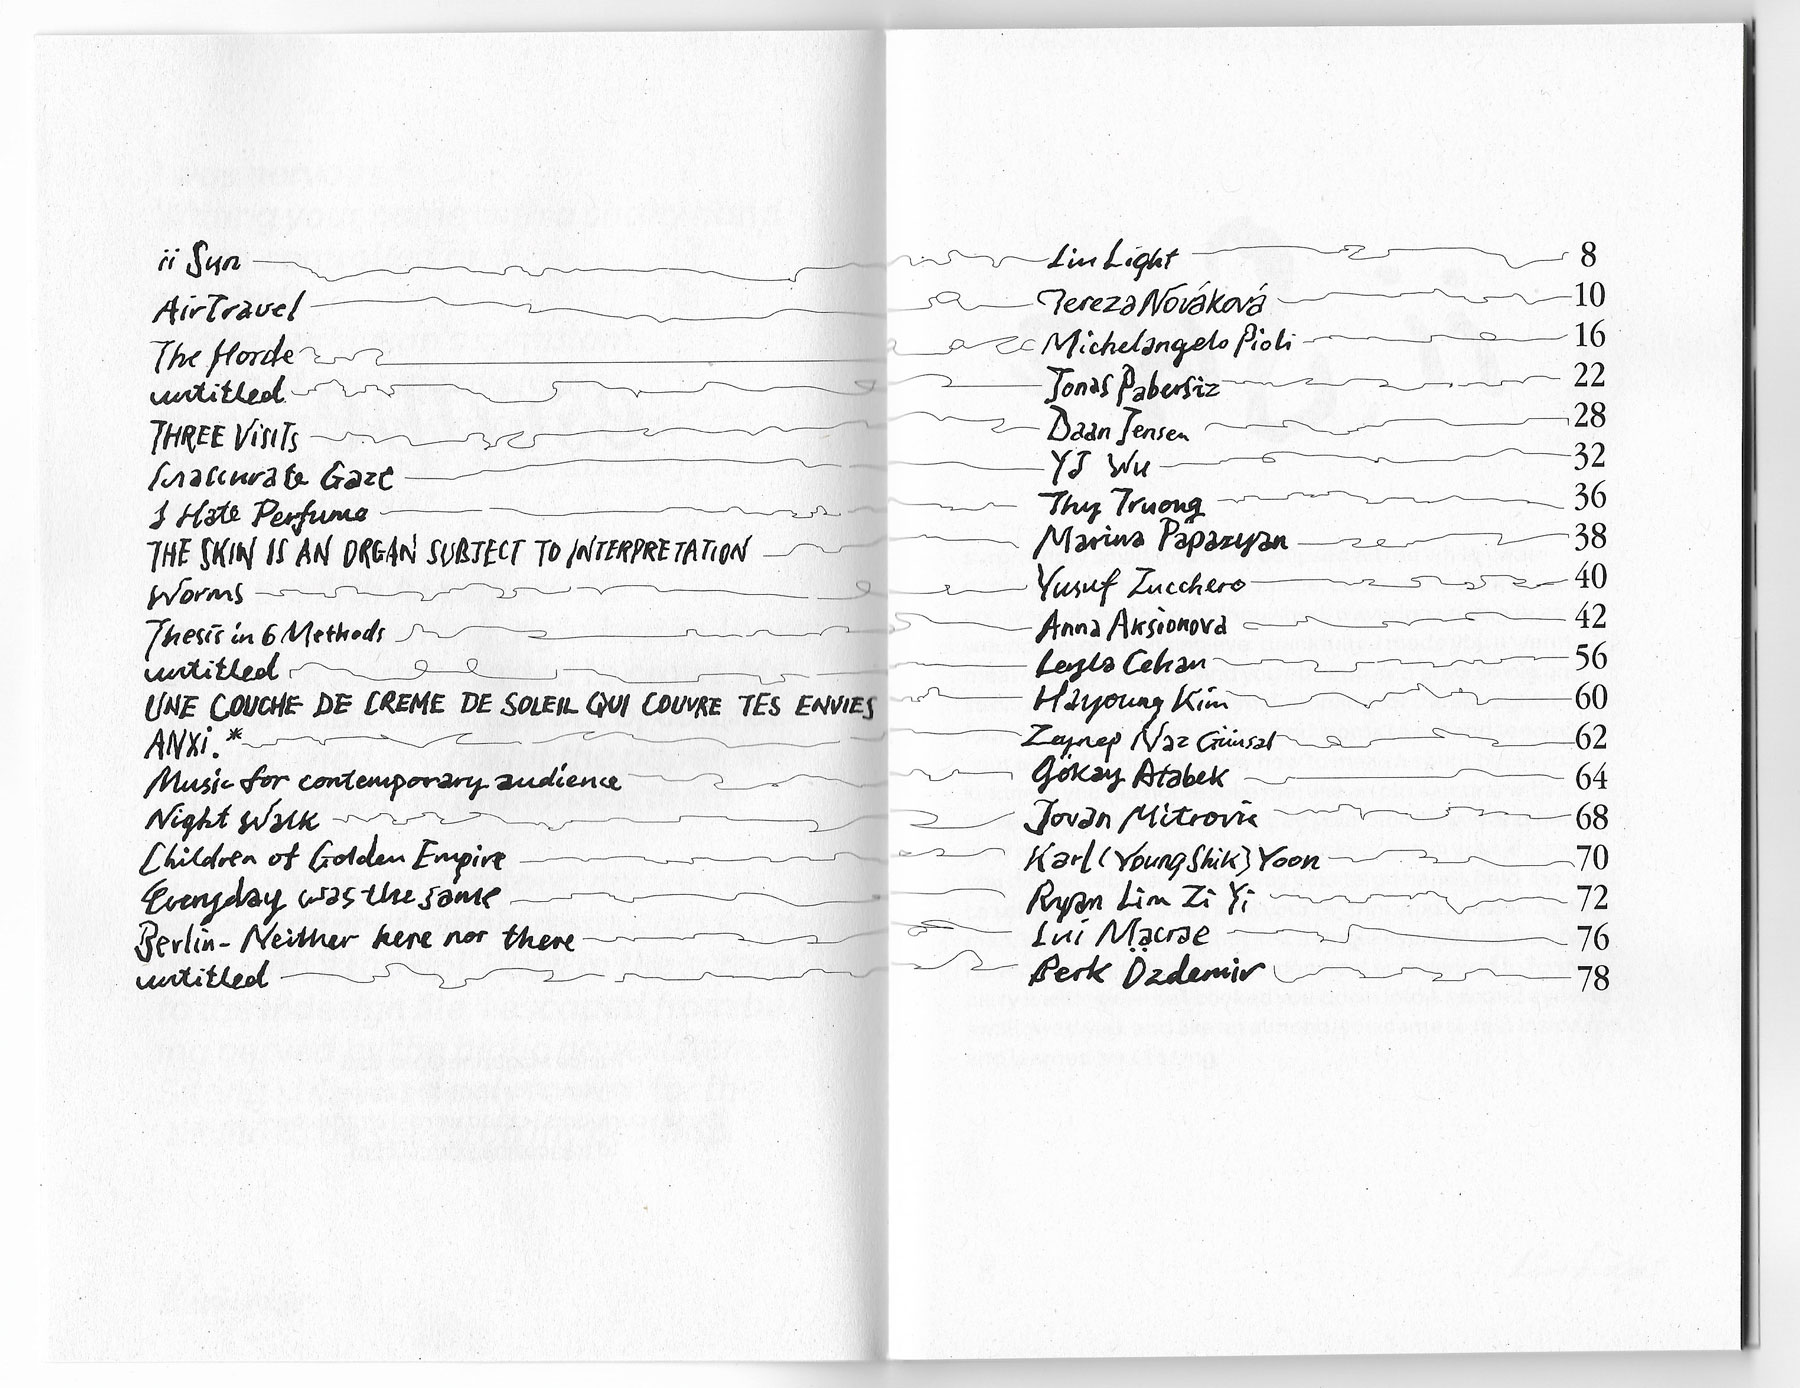 ii Sun Lin Light 8
AirTravel Tereza Nováková 10
The Horde Michelangelo Pioli 16
untitled Jonas Pabersiz 22
THREE ViSITS Daan Jensen 28
Inaccurate Gaze YJ Wu 32
I Hate Perfume Thy Truong 36
THE SKIN IS AN ORGAN SUBJECT TO INTERPRETATION Marina Papazyan 38
Worms Yusuf Zucchero 40
Thesis in 6 Methods Anna Aksionova 42
untitled Leyla Cehan 56
UNE COUCHE DE CREME DE SOLEIL QUI COUVRE TES ENVIES Hayoung Kim 60
ANXi.* Zeynep Naz Günsal 62
Music for contemporary audience Gökay Atabek 64
Night Walk Jovan Mitrovic 68
Children of Golden Empire Karl (YoungShik) Yoon 70
Everyday was the same Ryan Lim Zi Yi 72
Berlin- Neither here nor there Lui Macrae 76
untitled Berk Özdemir 78